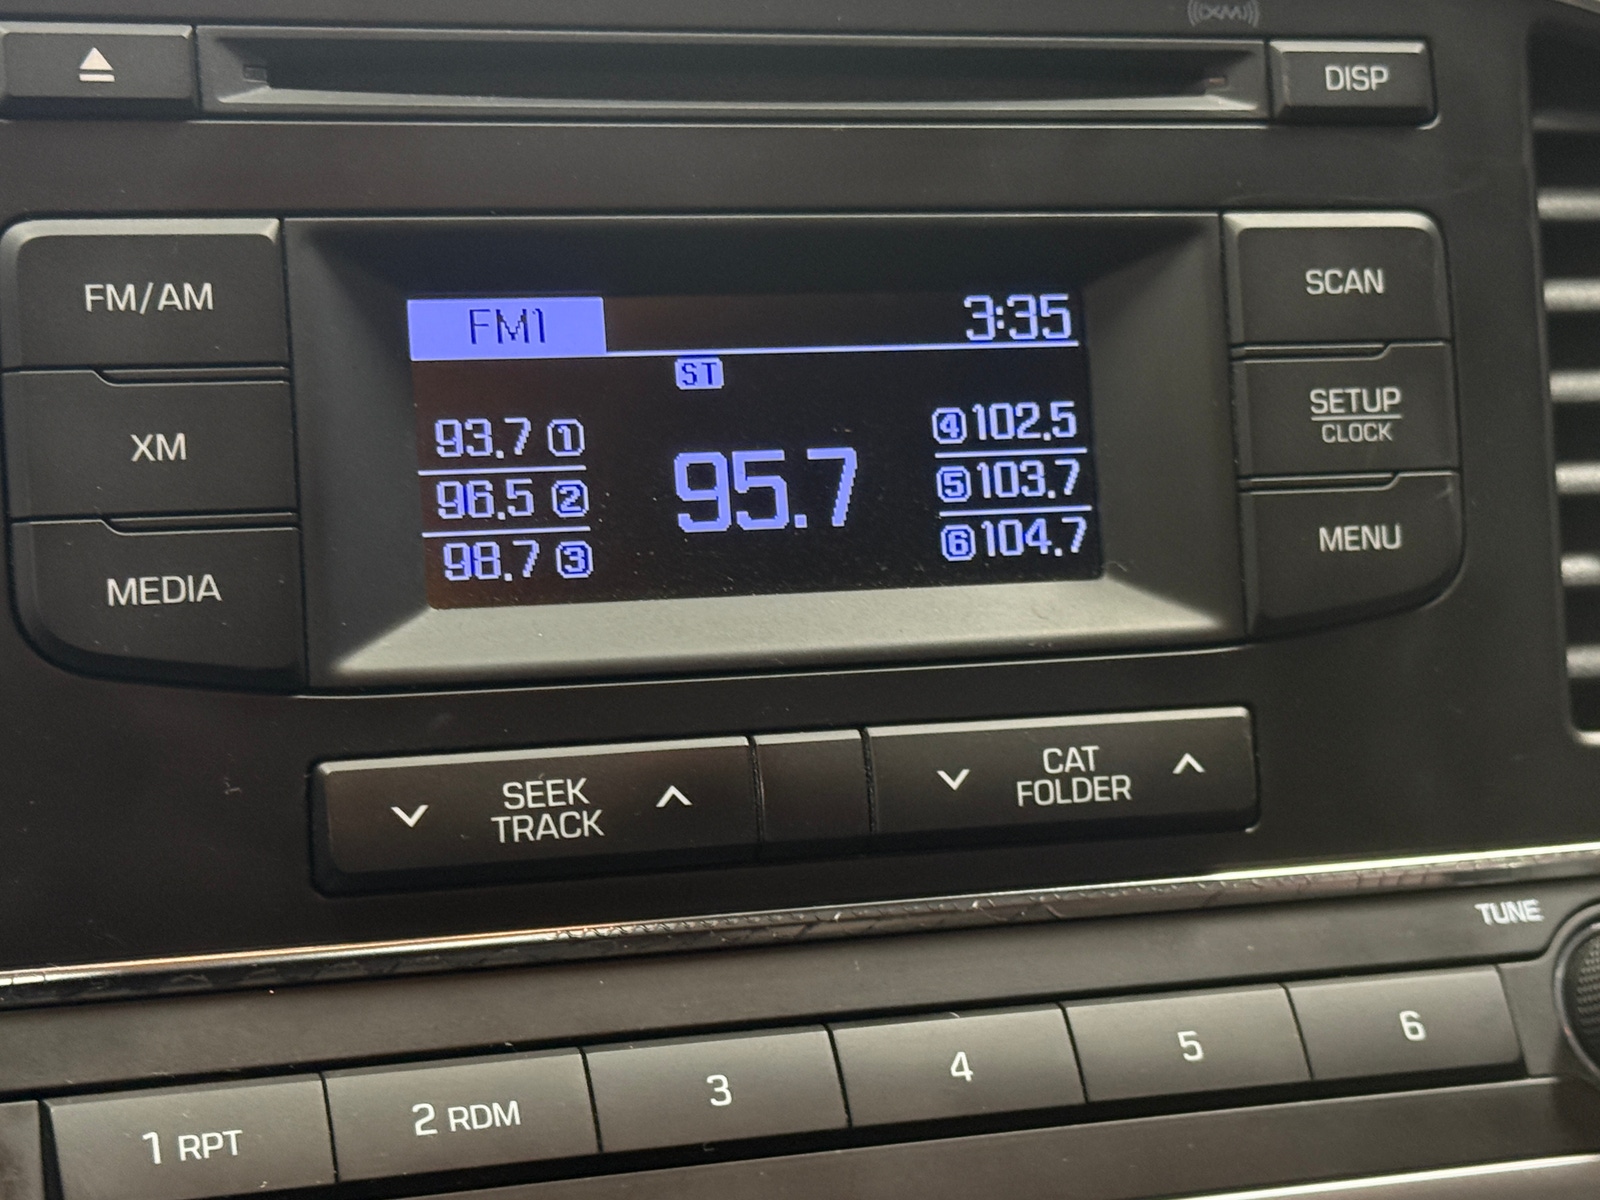 ((XM))
DISP
FM/AM
XM
MEDIA
FM1
3:35
ST
93.7 1
96.5 2
98.7 3
95.7
4 102.5
5 103.7
6 104.7
SCAN
SETUP
CLOCK
MENU
SEEK
TRACK
CAT
FOLDER
TUNE
1 RPT
2 RDM
3
4
5
6